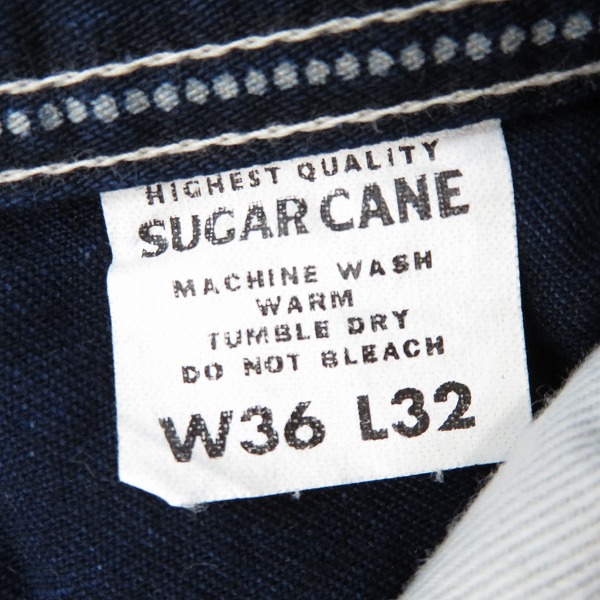 HIGHEST QUALITY
SUGAR CANE
MACHINE WASH
WARM
TUMBLE DRY
DO NOT BLEACH
W36 L32